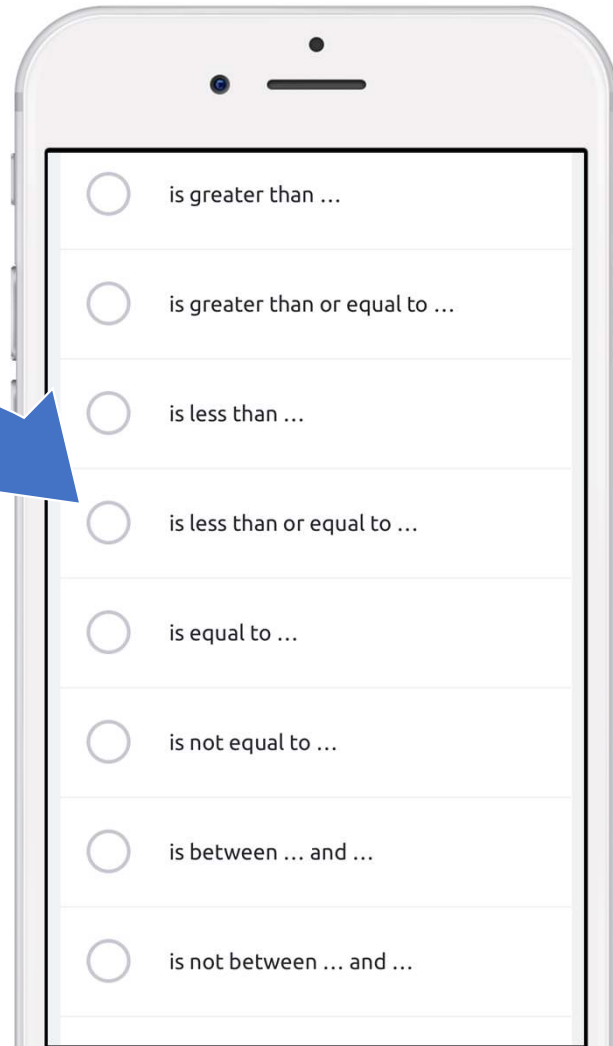 is greater than …
is greater than or equal to …
is less than …
is less than or equal to …
is equal to …
is not equal to …
is between … and …
is not between … and …